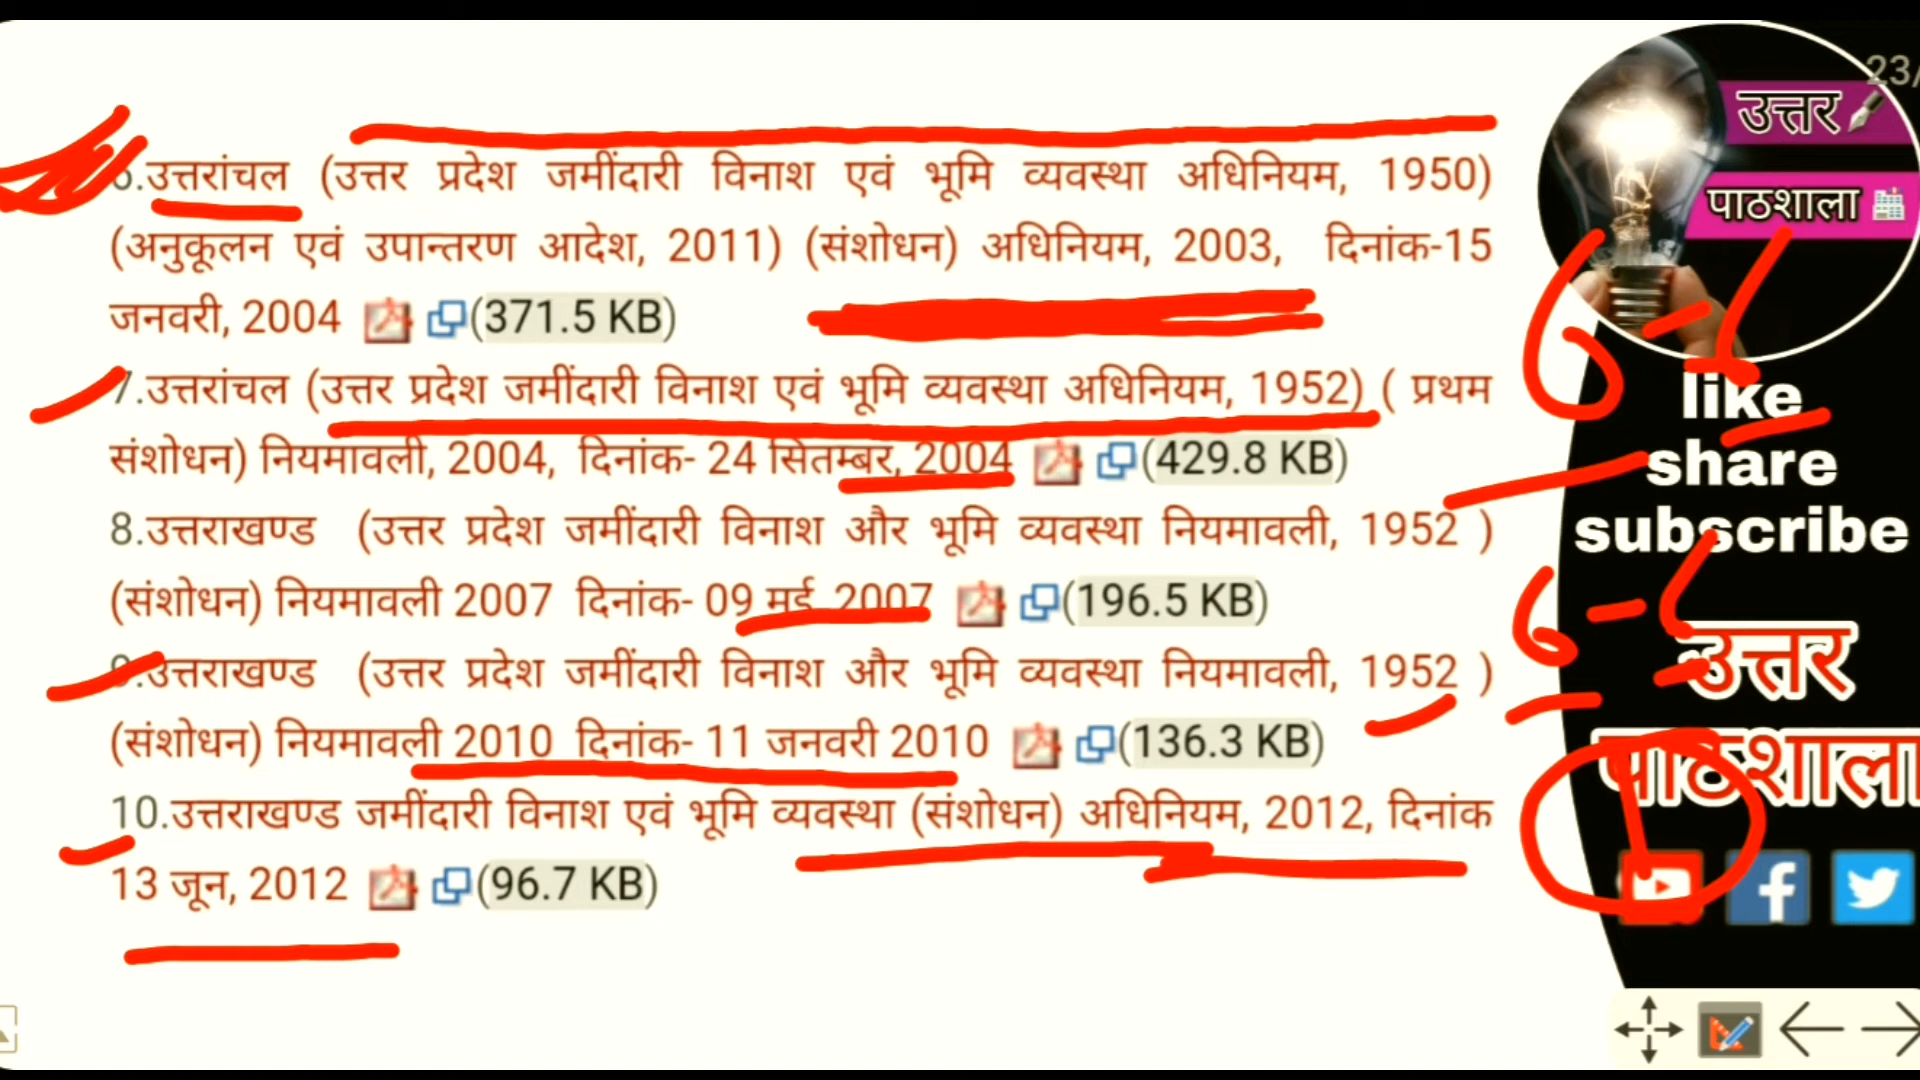 23/
उत्तर
पाठशाला
6.उत्तरांचल (उत्तर प्रदेश जमींदारी विनाश एवं भूमि व्यवस्था अधिनियम, 1950)
(अनुकूलन एवं उपान्तरण आदेश, 2011) (संशोधन) अधिनियम, 2003, दिनांक-15
जनवरी, 2004 (371.5 KB)
7.उत्तरांचल (उत्तर प्रदेश जमींदारी विनाश एवं भूमि व्यवस्था अधिनियम, 1952) ( प्रथम
संशोधन) नियमावली, 2004, दिनांक- 24 सितम्बर, 2004 (429.8 KB)
8.उत्तराखण्ड (उत्तर प्रदेश जमींदारी विनाश और भूमि व्यवस्था नियमावली, 1952 )
(संशोधन) नियमावली 2007 दिनांक- 09 मई 2007 (196.5 KB)
9.उत्तराखण्ड (उत्तर प्रदेश जमींदारी विनाश और भूमि व्यवस्था नियमावली, 1952 )
(संशोधन) नियमावली 2010 दिनांक- 11 जनवरी 2010 (136.3 KB)
10.उत्तराखण्ड जमींदारी विनाश एवं भूमि व्यवस्था (संशोधन) अधिनियम, 2012, दिनांक
13 जून, 2012 (96.7 KB)
like
share
subscribe
उत्तर
पाठशाला